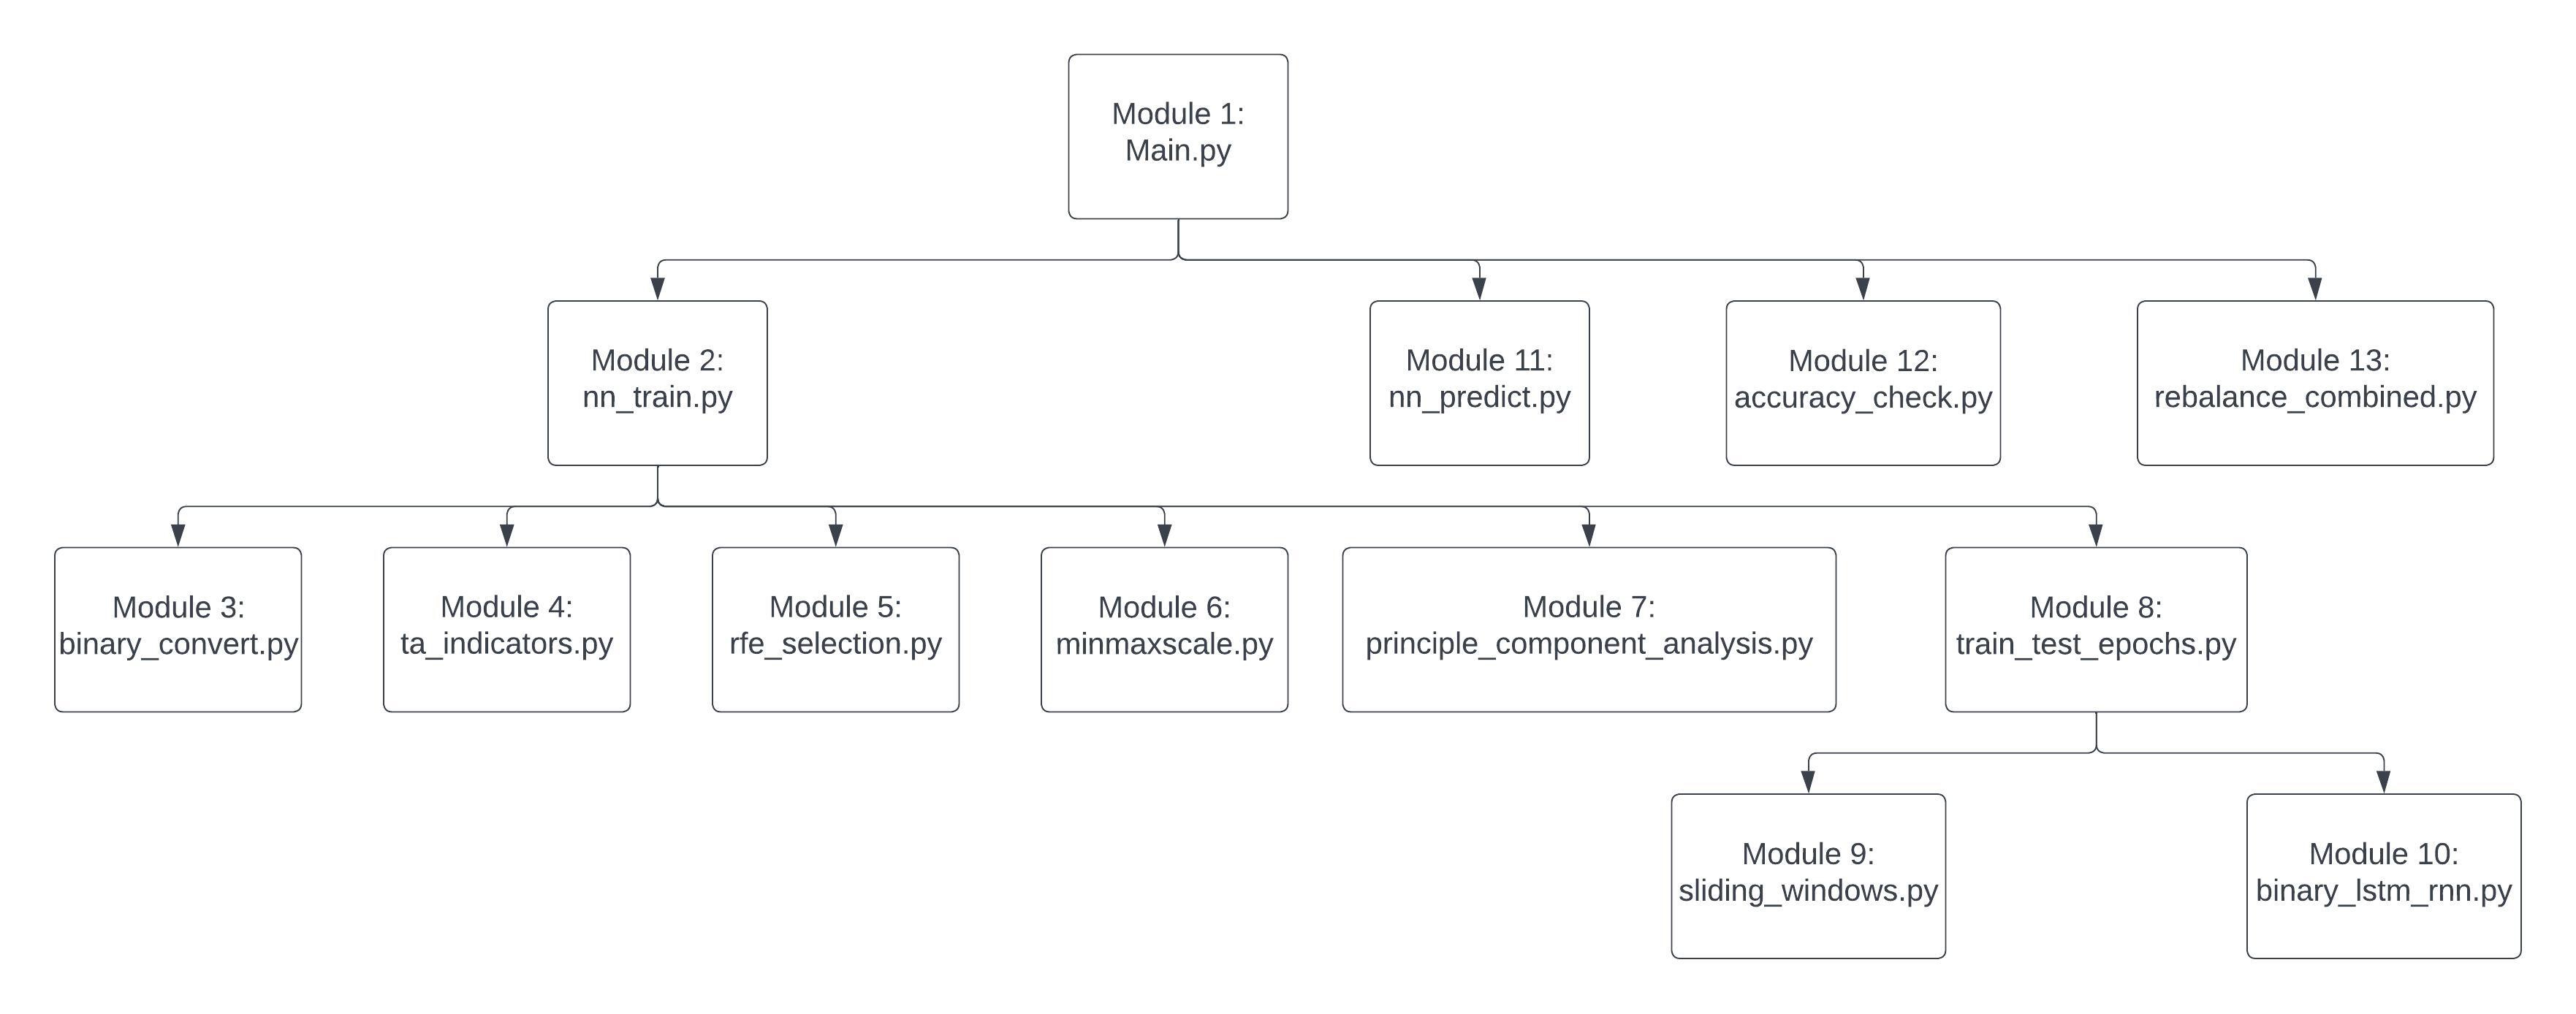 Module 1:
Main.py
Module 2:
nn_train.py
Module 11:
nn_predict.py
Module 12:
accuracy_check.py
Module 13:
rebalance_combined.py
Module 3:
binary_convert.py
Module 4:
ta_indicators.py
Module 5:
rfe_selection.py
Module 6:
minmaxscale.py
Module 7:
principle_component_analysis.py
Module 8:
train_test_epochs.py
Module 9:
sliding_windows.py
Module 10:
binary_lstm_rnn.py